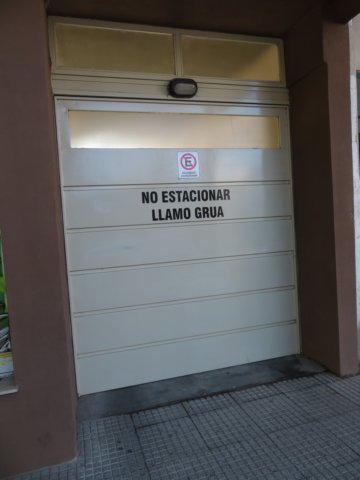 E
NO ESTACIONAR
LLAMO GRUA